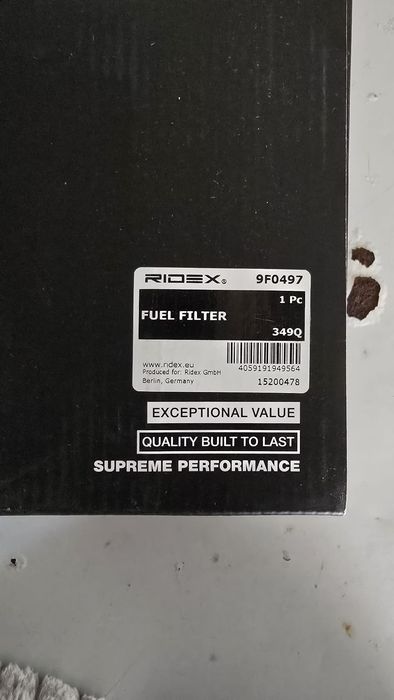 RIDEX® 9F0497
1 Pc
FUEL FILTER
349Q
4059191949564
www.ridex.eu
Produced for: Ridex GmbH
Berlin, Germany 15200478
EXCEPTIONAL VALUE
QUALITY BUILT TO LAST
SUPREME PERFORMANCE